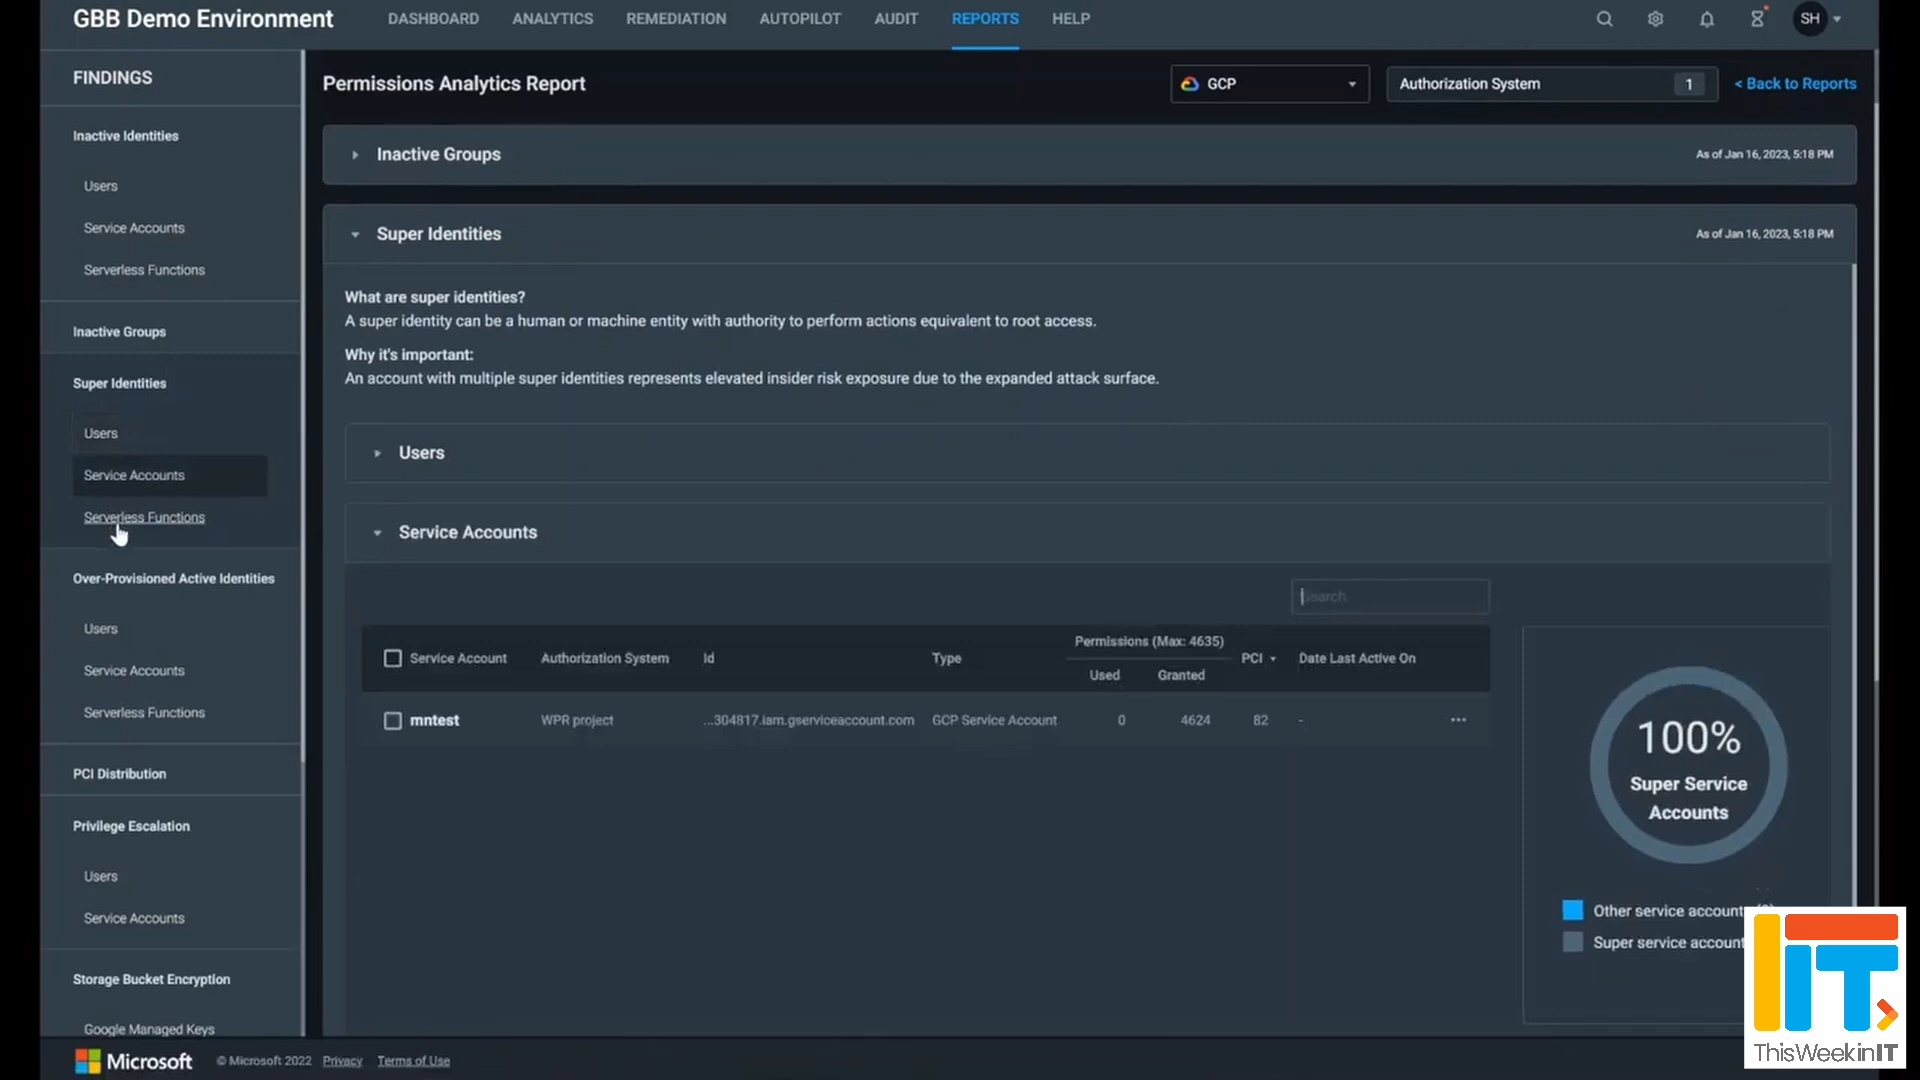 GBB Demo Environment
DASHBOARD
ANALYTICS
REMEDIATION
AUTOPILOT
AUDIT
REPORTS
HELP
SH
FINDINGS
Inactive Identities
Users
Service Accounts
Serverless Functions
Inactive Groups
Super Identities
Users
Service Accounts
Serverless Functions
Over-Provisioned Active Identities
Users
Service Accounts
Serverless Functions
PCI Distribution
Privilege Escalation
Users
Service Accounts
Storage Bucket Encryption
Google Managed Keys
Permissions Analytics Report
GCP
Authorization System 1
< Back to Reports
Inactive Groups
As of Jan 16, 2023, 5:18 PM
Super Identities
As of Jan 16, 2023, 5:18 PM
What are super identities?
A super identity can be a human or machine entity with authority to perform actions equivalent to root access.
Why it's important:
An account with multiple super identities represents elevated insider risk exposure due to the expanded attack surface.
Users
Service Accounts
Search
Service Account
Authorization System
Id
Type
Permissions (Max: 4635)
Used
Granted
PCI
Date Last Active On
mntest
WPR project
...304817.iam.gserviceaccount.com
GCP Service Account
0
4624
82
-
100%
Super Service
Accounts
Other service account
Super service account
Microsoft
© Microsoft 2022
Privacy
Terms of Use
IT
ThisWeekinIT